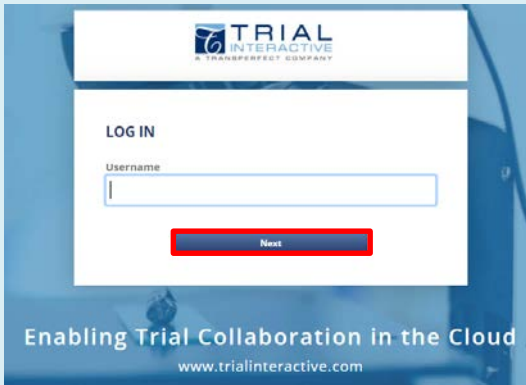 TRIAL
INTERACTIVE
A TRANSPERFECT COMPANY
LOG IN
Username
Next
Enabling Trial Collaboration in the Cloud
www.trialinteractive.com